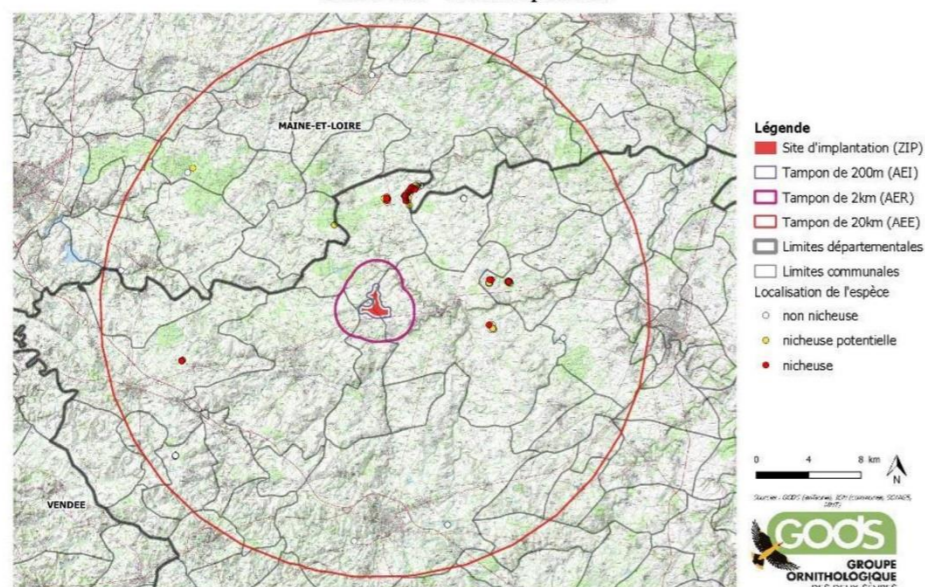 MAINE-ET-LOIRE
VENDEE
Légende
Site d'implantation (ZIP)
Tampon de 200m (AEI)
Tampon de 2km (AER)
Tampon de 20km (AEE)
Limites départementales
Limites communales
Localisation de l'espèce
non nicheuse
nicheuse potentielle
nicheuse
0 4 8 km
N
GODS
GROUPE
ORNITHOLOGIQUE